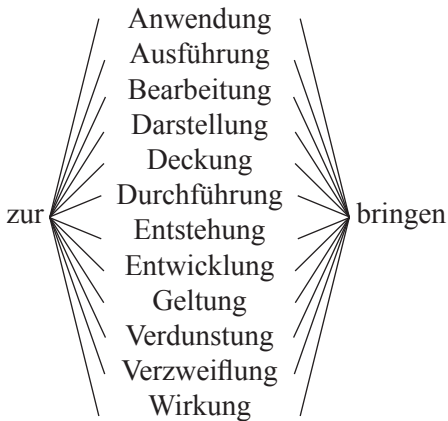 Anwendung
Ausführung
Bearbeitung
Darstellung
Deckung
Durchführung
zur bringen
Entstehung
Entwicklung
Geltung
Verdunstung
Verzweiflung
Wirkung